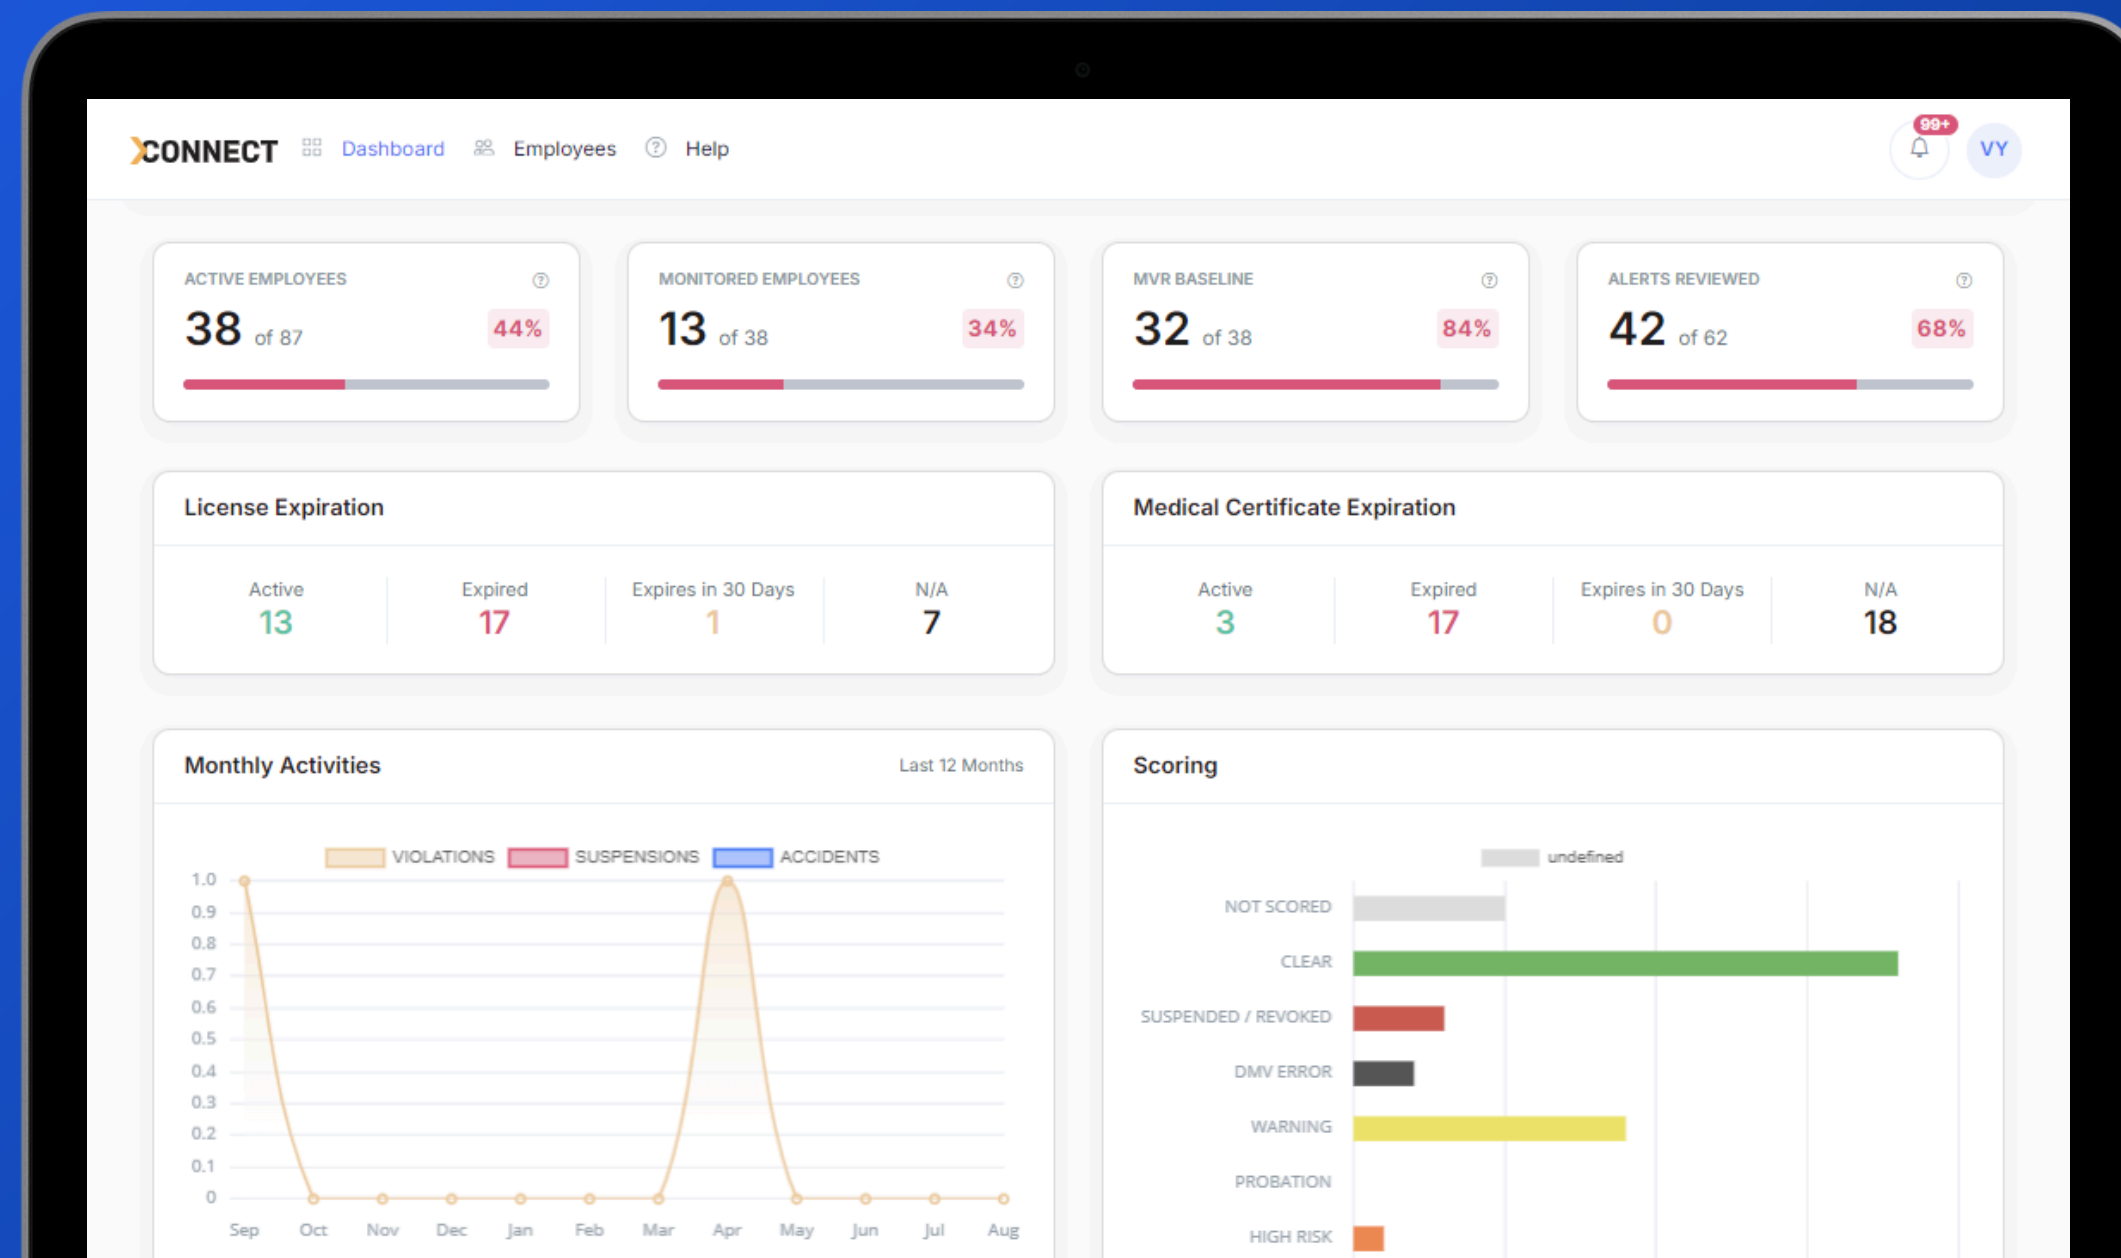 CONNECT Dashboard Employees Help 99+ VY
ACTIVE EMPLOYEES
38 of 87 44%
MONITORED EMPLOYEES
13 of 38 34%
MVR BASELINE
32 of 38 84%
ALERTS REVIEWED
42 of 62 68%
License Expiration
Active Expired Expires in 30 Days N/A
13 17 1 7
Medical Certificate Expiration
Active Expired Expires in 30 Days N/A
3 17 0 18
Monthly Activities Last 12 Months
VIOLATIONS SUSPENSIONS ACCIDENTS
1.0
0.9
0.8
0.7
0.6
0.5
0.4
0.3
0.2
0.1
0
Sep Oct Nov Dec Jan Feb Mar Apr May Jun Jul Aug
Scoring
undefined
NOT SCORED
CLEAR
SUSPENDED / REVOKED
DMV ERROR
WARNING
PROBATION
HIGH RISK